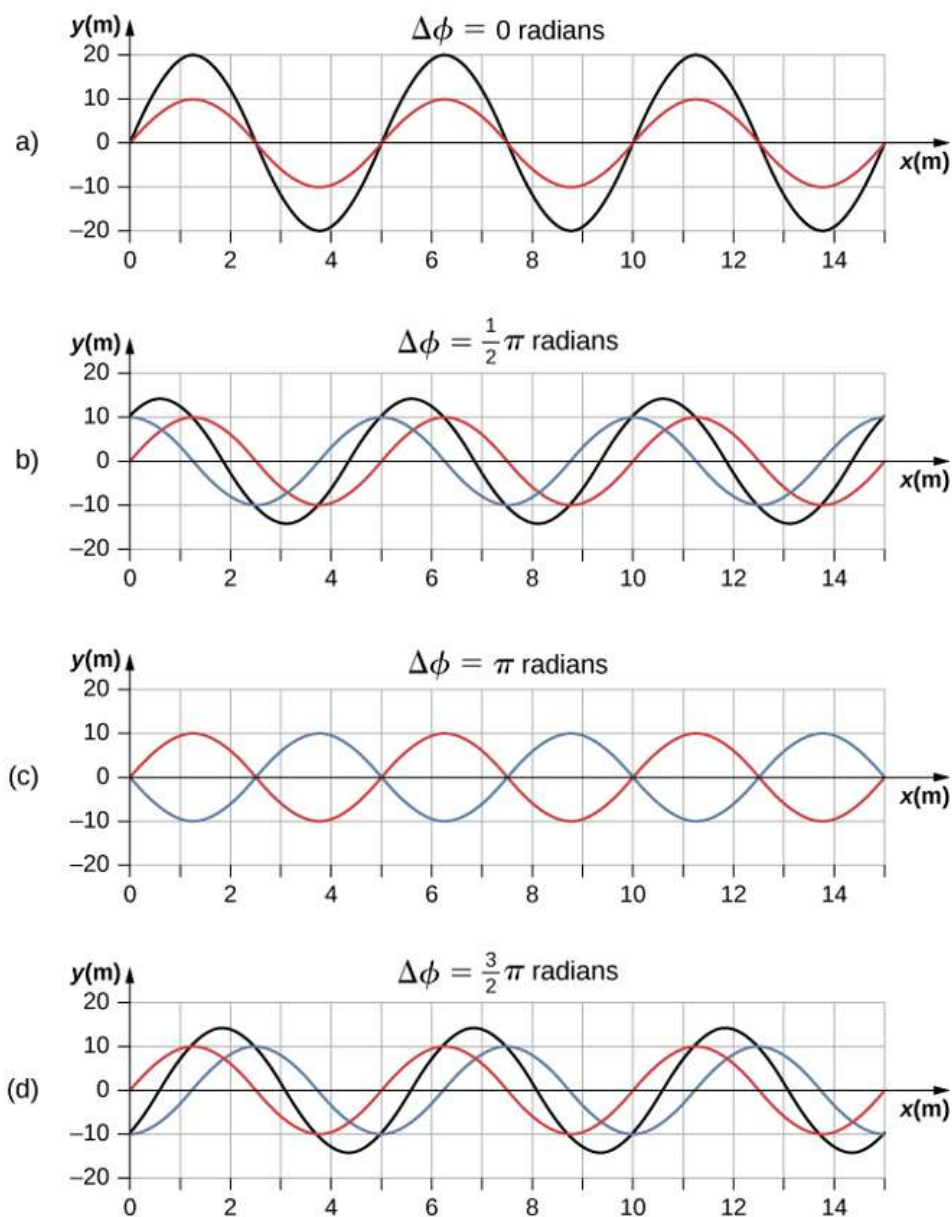 y(m)
Δϕ = 0 radians
20
10
a)
0
x(m)
–10
–20
0 2 4 6 8 10 12 14
y(m)
Δϕ = 1/2 π radians
20
10
b)
0
x(m)
–10
–20
0 2 4 6 8 10 12 14
y(m)
Δϕ = π radians
20
10
(c)
0
x(m)
–10
–20
0 2 4 6 8 10 12 14
y(m)
Δϕ = 3/2 π radians
20
10
(d)
0
x(m)
–10
–20
0 2 4 6 8 10 12 14